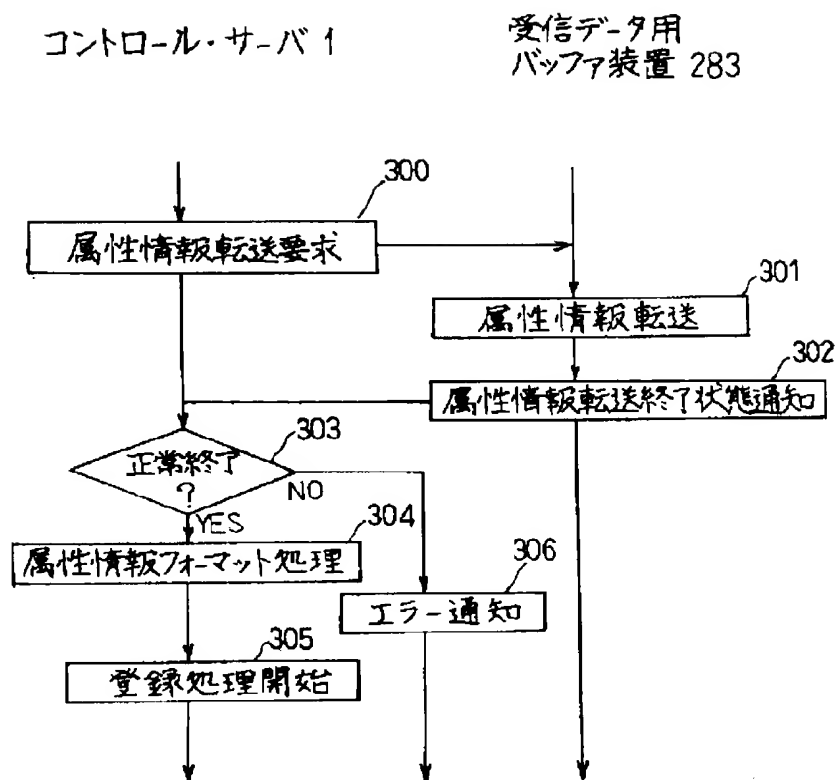 コントロール・サーバ 1
受信データ用
バッファ装置 283
300
属性情報転送要求
301
属性情報転送
302
属性情報転送終了状態通知
303
正常終了
?
NO
YES
304
属性情報フォーマット処理
306
エラー通知
305
登録処理開始